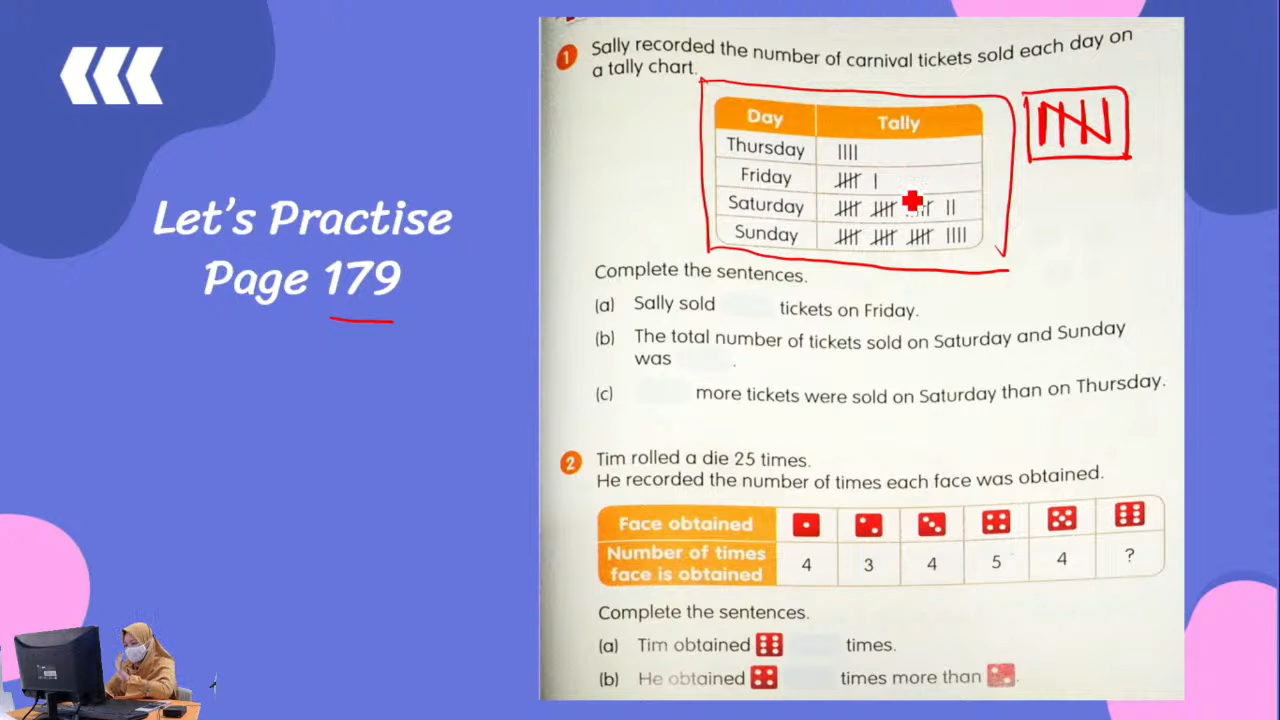 Let's Practise
Page 179
1 Sally recorded the number of carnival tickets sold each day on
a tally chart.
Day Tally
Thursday
Friday
Saturday
Sunday
Complete the sentences.
(a) Sally sold tickets on Friday.
(b) The total number of tickets sold on Saturday and Sunday
was .
(c) more tickets were sold on Saturday than on Thursday.
2 Tim rolled a die 25 times.
He recorded the number of times each face was obtained.
Face obtained
Number of times
face is obtained
4 3 4 5 4 ?
Complete the sentences.
(a) Tim obtained times.
(b) He obtained times more than .